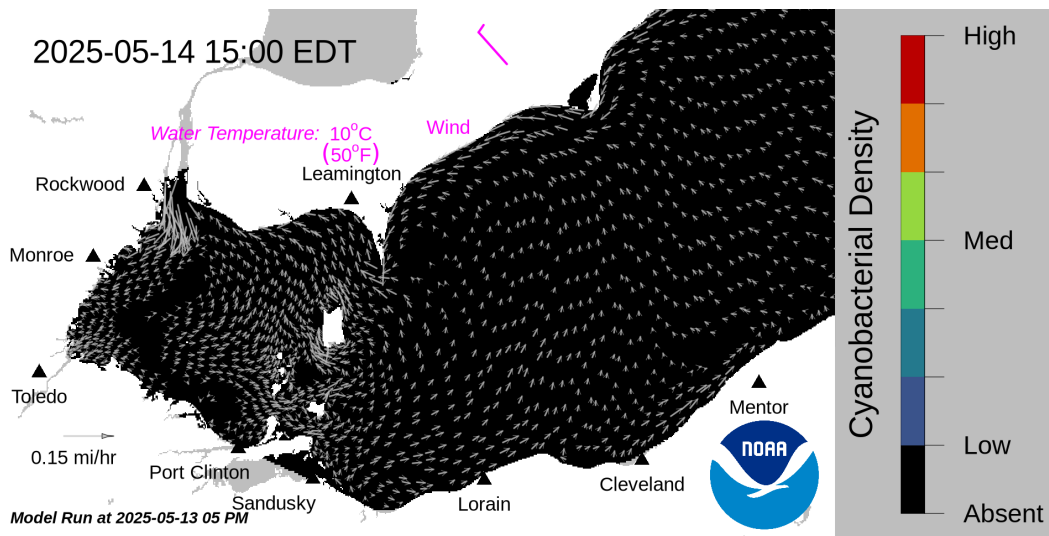 2025-05-14 15:00 EDT
Water Temperature: 10°C
(50°F)
Wind
Leamington
Rockwood
Monroe
Toledo
0.15 mi/hr
Port Clinton
Sandusky
Lorain
Cleveland
Mentor
NOAA
Model Run at 2025-05-13 05 PM
Cyanobacterial Density
High
Med
Low
Absent